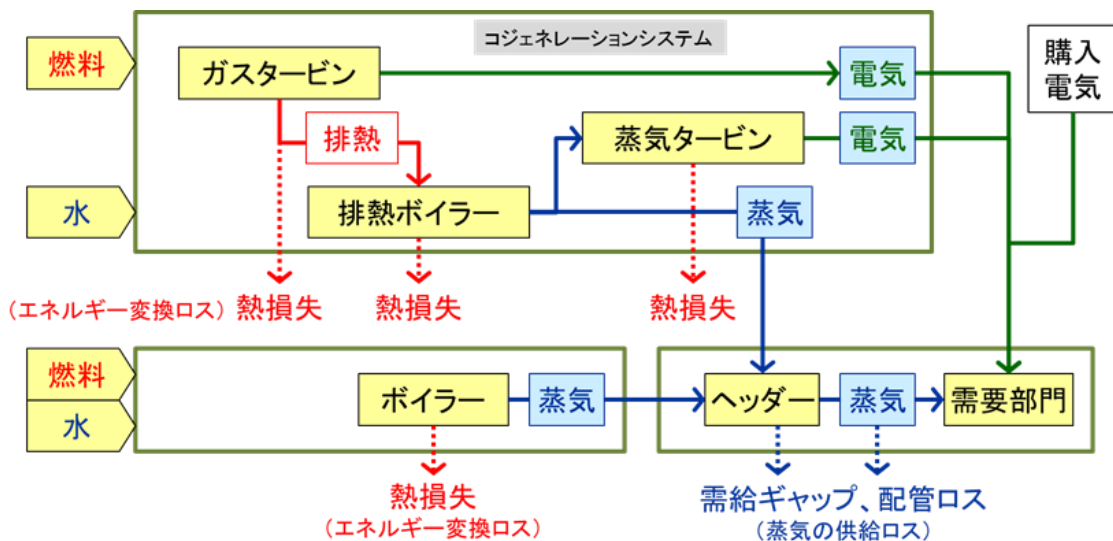 コジェネレーションシステム
燃料
ガスタービン
電気
購入
電気
排熱
蒸気タービン
電気
水
排熱ボイラー
蒸気
(エネルギー変換ロス)
熱損失
熱損失
熱損失
燃料
水
ボイラー
蒸気
ヘッダー
蒸気
需要部門
熱損失
(エネルギー変換ロス)
需給ギャップ、配管ロス
(蒸気の供給ロス)